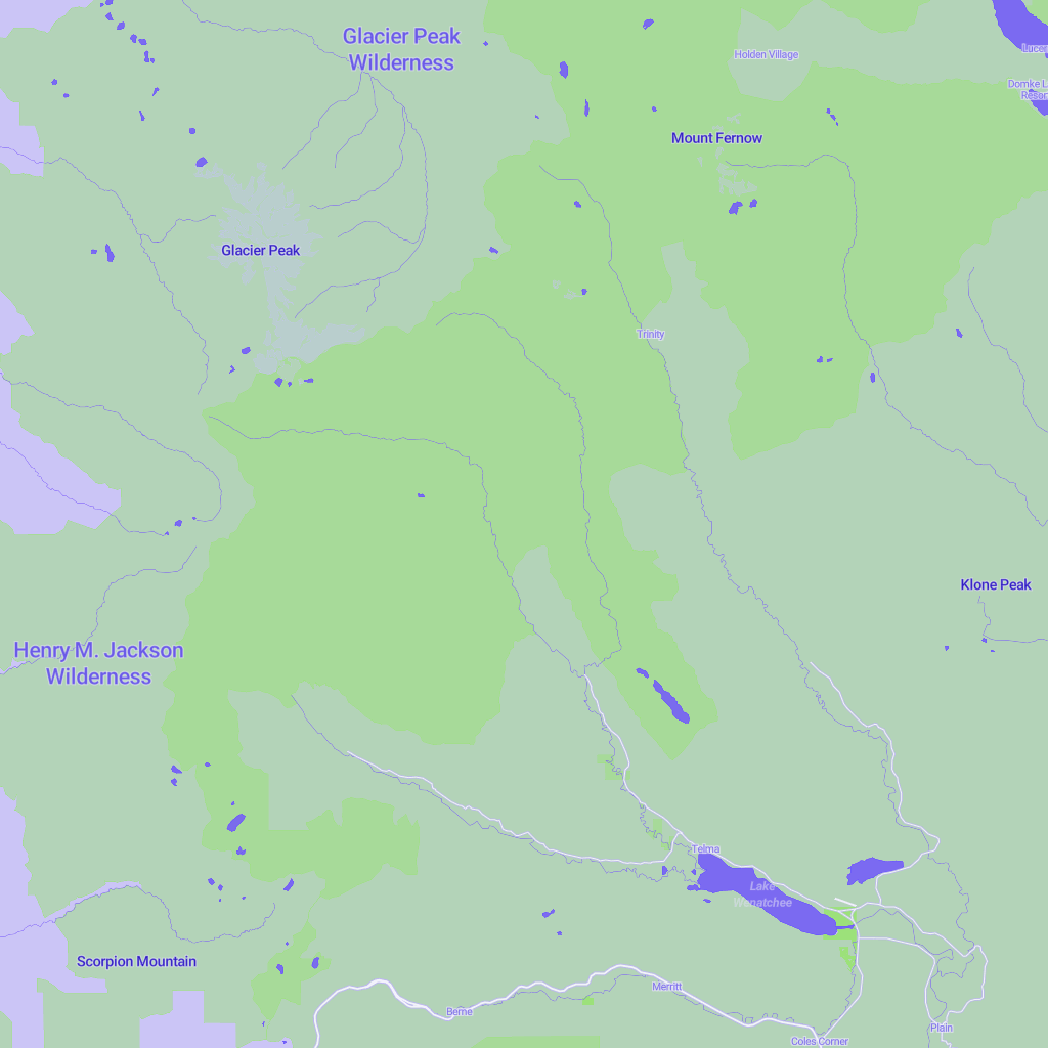 Glacier Peak
Wilderness
Holden Village
Domke L
Mount Fernow
Glacier Peak
Trinity
Klone Peak
Henry M. Jackson
Wilderness
Telma
Lake
Wenatchee
Scorpion Mountain
Merritt
Berne
Plain
Coles Corner